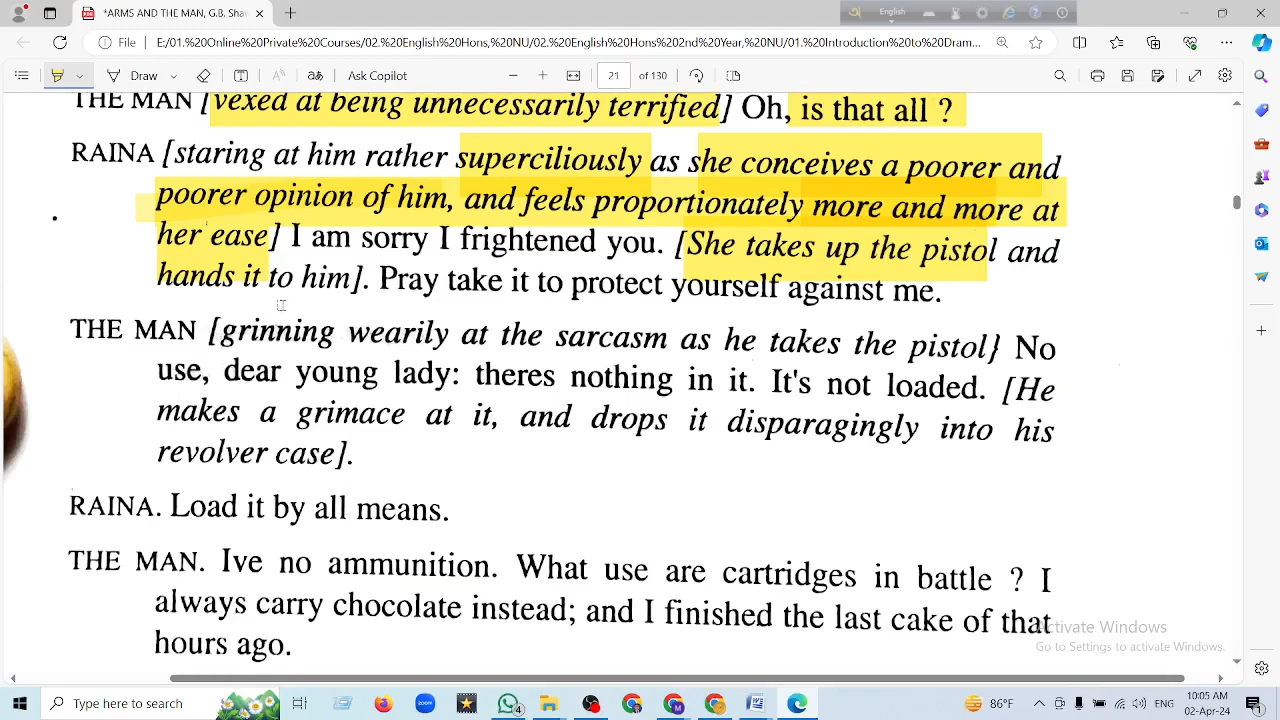 *ARMS AND THE MAN, G.B. Sha
English
File
E:/01.%20Online%20Private%20Courses/02.%20English%20Hons,%20NU/02.%20English%20Hons%202nd%20Year,%20NU/01.%20Introduction%20to%20Dram...
Draw
Ask Copilot
21 of 130
THE MAN [vexed at being unnecessarily terrified] Oh, is that all ?
RAINA [staring at him rather superciliously as she conceives a poorer and
poorer opinion of him, and feels proportionately more and more at
her ease] I am sorry I frightened you. [She takes up the pistol and
hands it to him]. Pray take it to protect yourself against me.
THE MAN [grinning wearily at the sarcasm as he takes the pistol} No
use, dear young lady: theres nothing in it. It's not loaded. [He
makes a grimace at it, and drops it disparagingly into his
revolver case].
RAINA. Load it by all means.
THE MAN. Ive no ammunition. What use are cartridges in battle ? I
always carry chocolate instead; and I finished the last cake of that
hours ago.
Activate Windows
Go to Settings to activate Windows.
Type here to search
zoom
4
86°F
ENG
10:05 AM
02-Apr-24